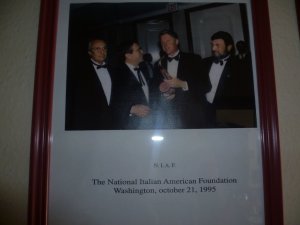 N.I.A.F.
The National Italian American Foundation
Washington, october 21, 1995